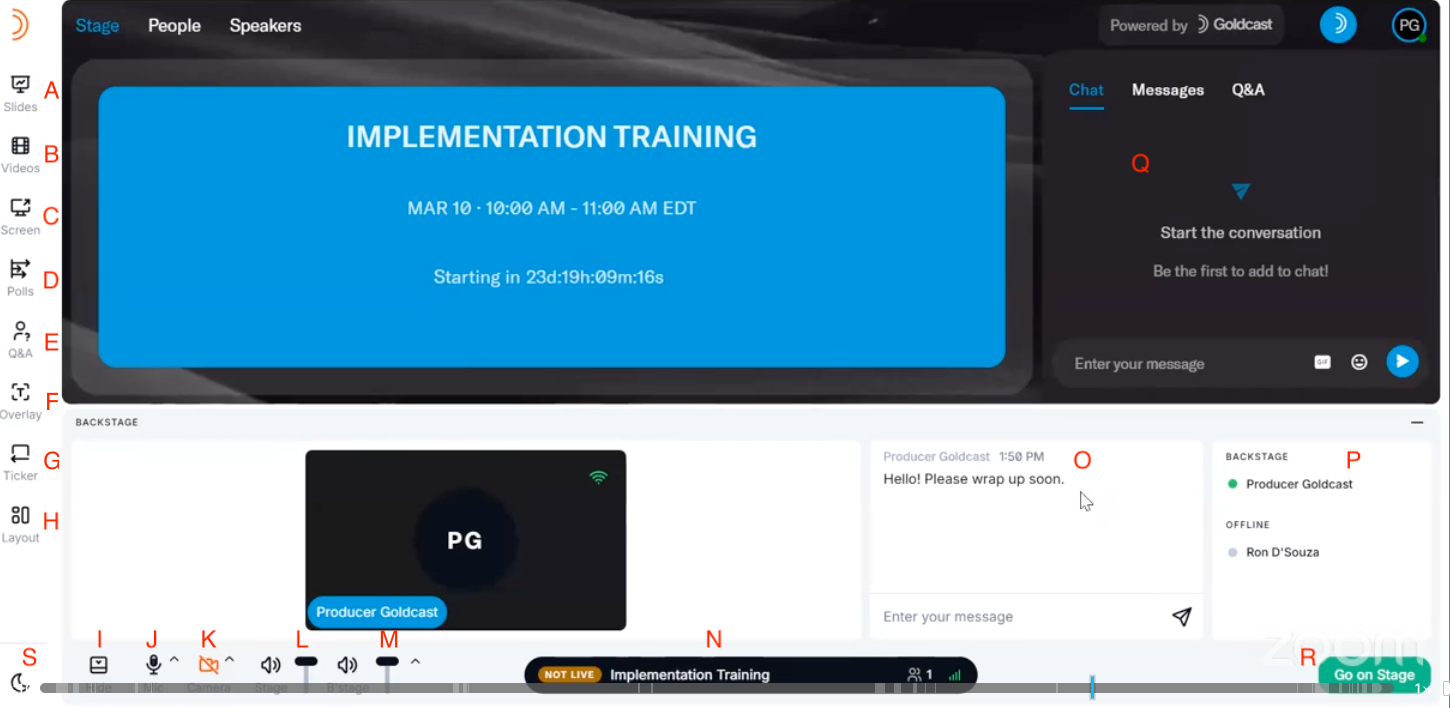 Stage People Speakers
Powered by Goldcast
PG
A
Slides
B
Videos
C
Screen
D
Polls
E
Q&A
F
Overlay
G
Ticker
H
Layout
IMPLEMENTATION TRAINING
MAR 10 · 10:00 AM - 11:00 AM EDT
Starting in 23d:19h:09m:16s
Chat Messages Q&A
Q
Start the conversation
Be the first to add to chat!
Enter your message GIF
BACKSTAGE
PG
Producer Goldcast
Producer Goldcast 1:50 PM O
Hello! Please wrap up soon.
Enter your message
BACKSTAGE P
Producer Goldcast
OFFLINE
Ron D'Souza
S I J K L M N R
zoom
NOT LIVE Implementation Training 1
Go on Stage
Hide Mic Camera Stage B'stage
1x